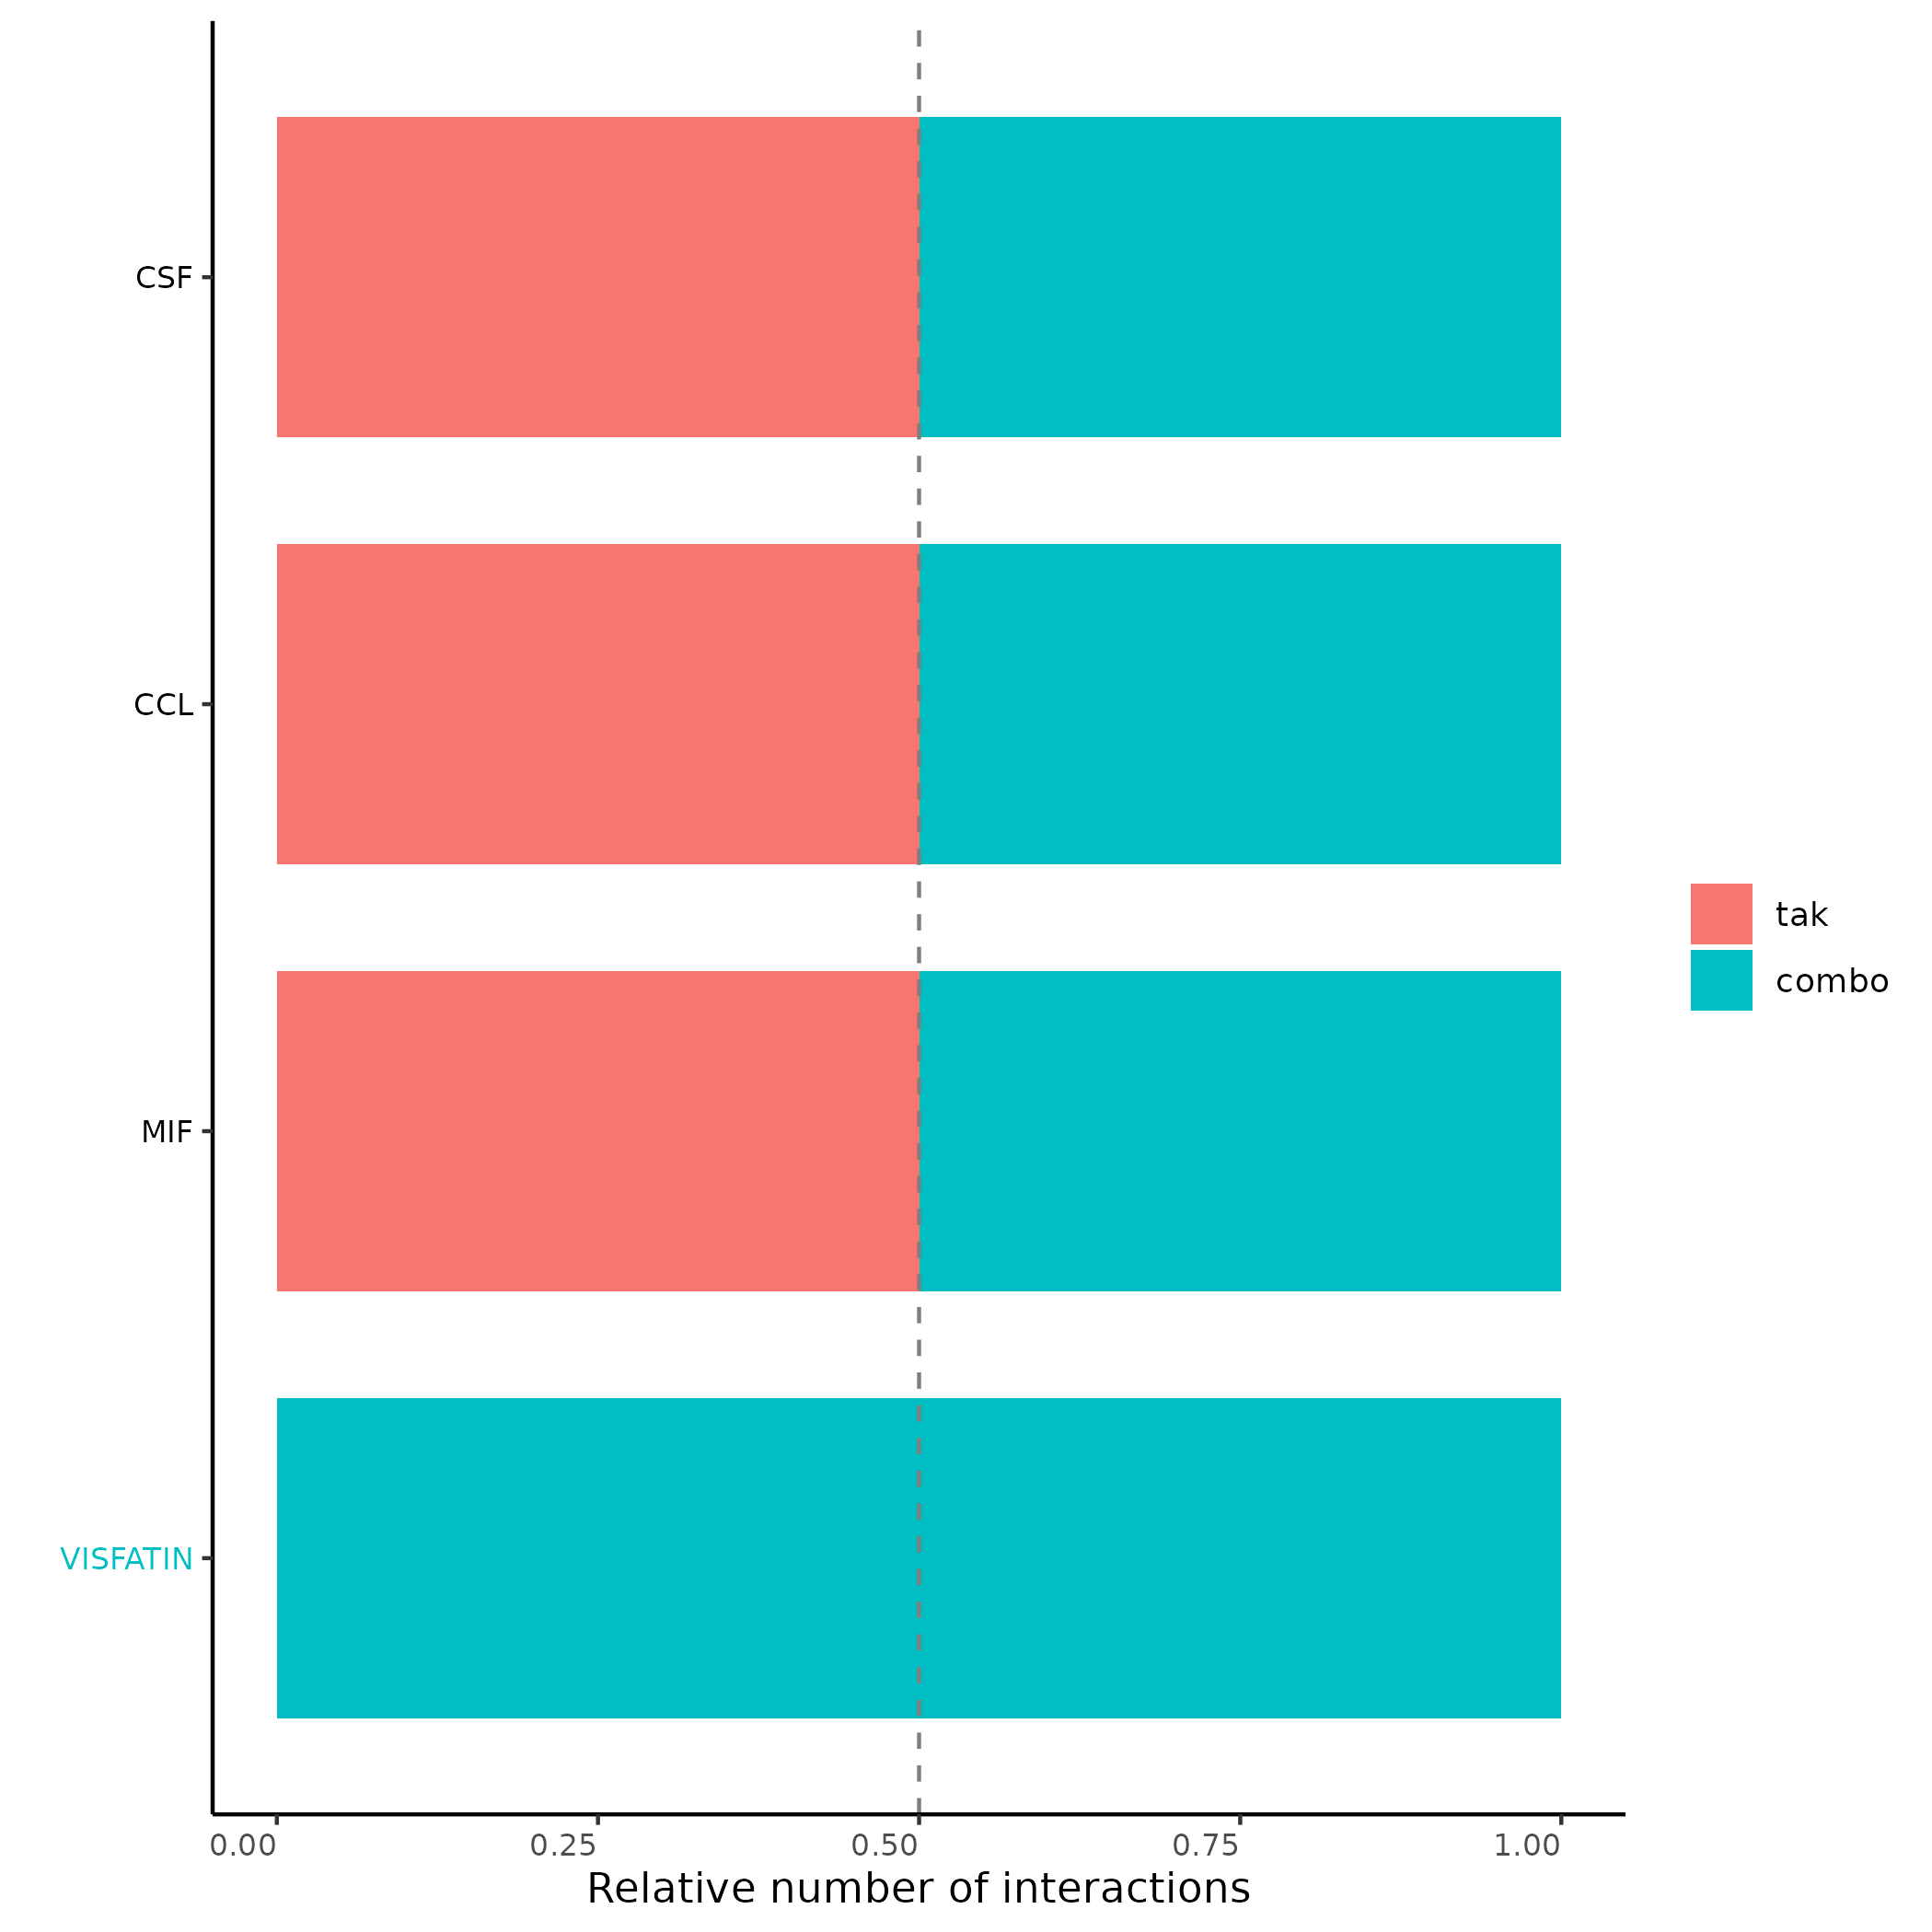 CSF
CCL
MIF
VISFATIN
tak
combo
0.00 0.25 0.50 0.75 1.00
Relative number of interactions